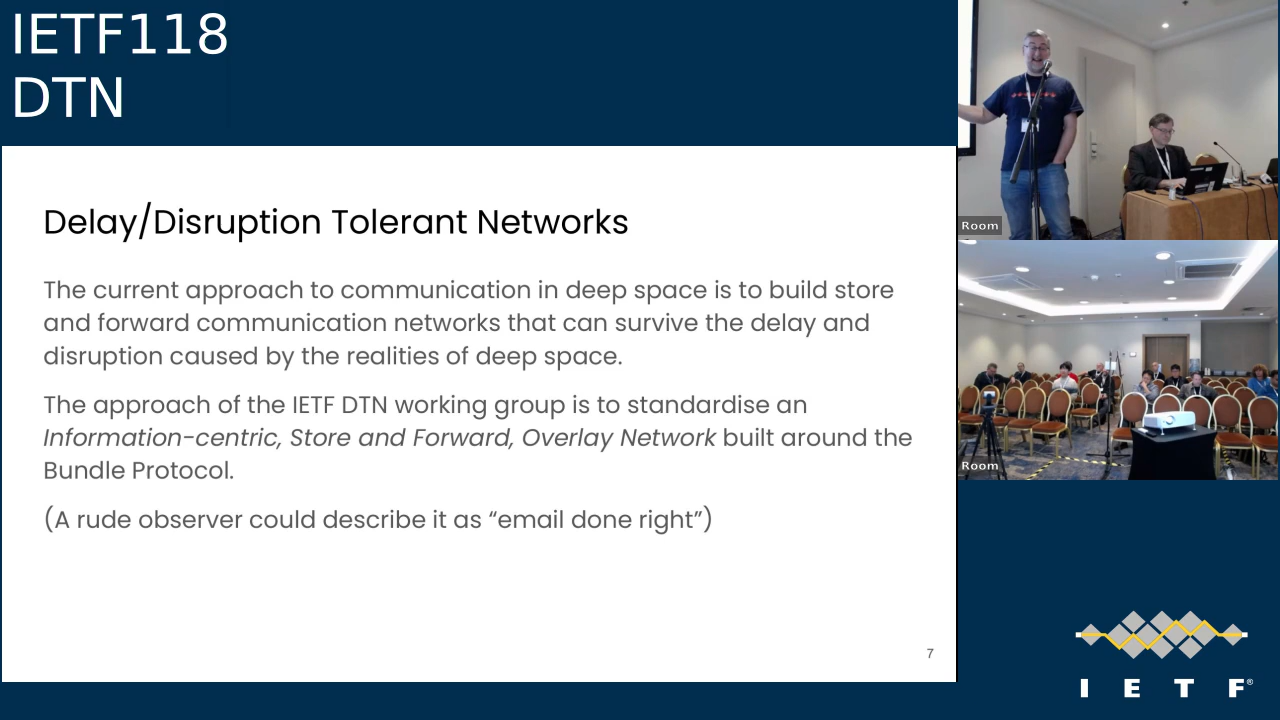 IETF118
DTN
Delay/Disruption Tolerant Networks
The current approach to communication in deep space is to build store
and forward communication networks that can survive the delay and
disruption caused by the realities of deep space.
The approach of the IETF DTN working group is to standardise an
Information-centric, Store and Forward, Overlay Network built around the
Bundle Protocol.
(A rude observer could describe it as “email done right”)
7
Room
Room
I E T F®